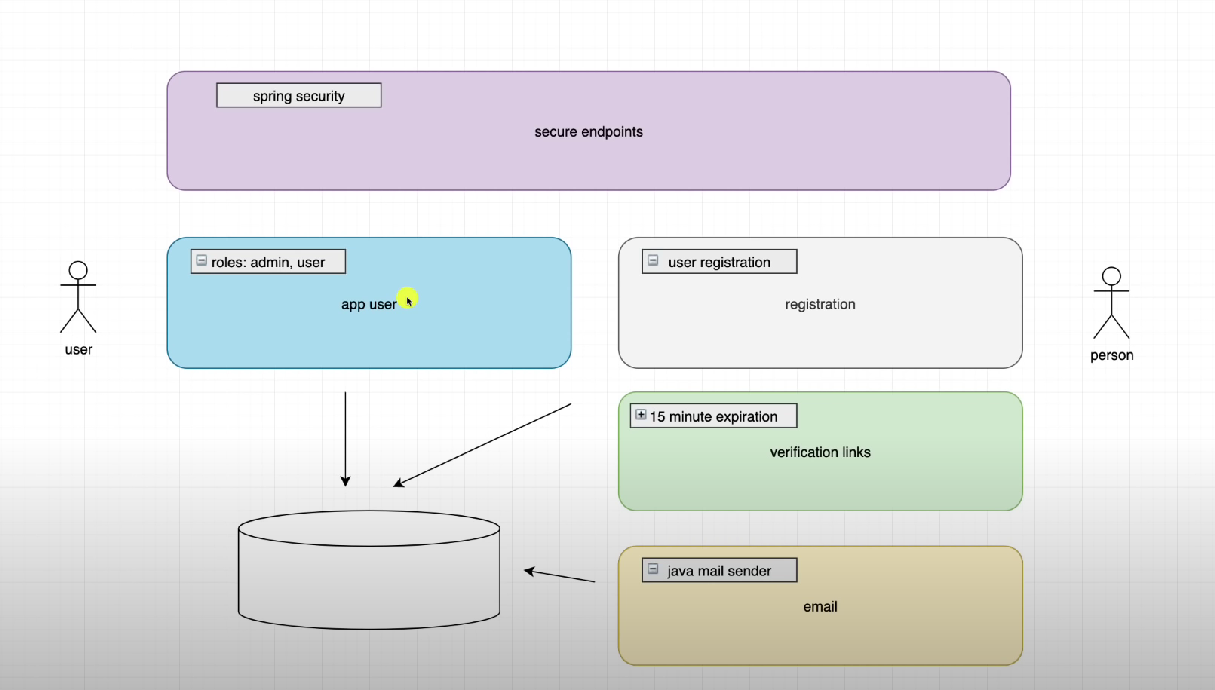 spring security
secure endpoints
roles: admin, user
app user
user registration
registration
user
person
15 minute expiration
verification links
java mail sender
email